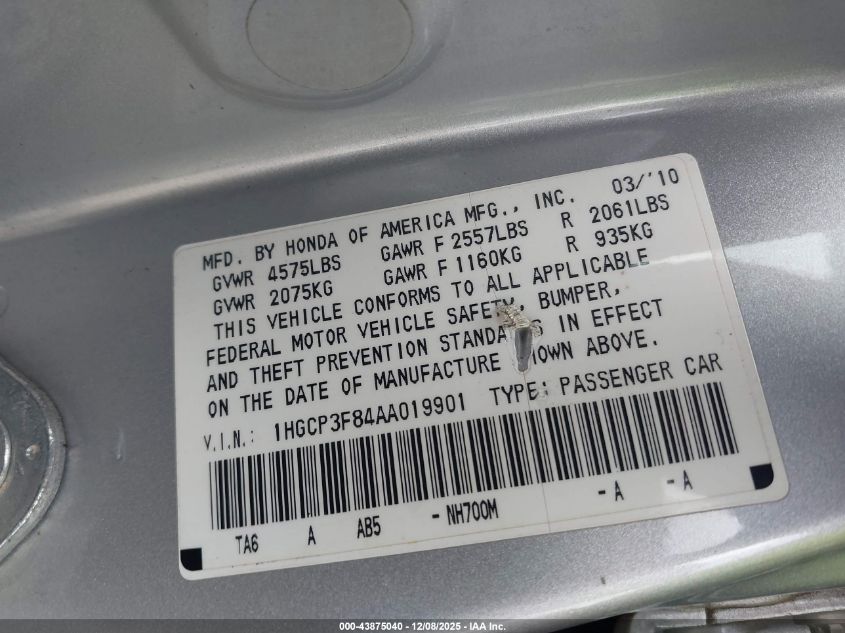 MFD. BY HONDA OF AMERICA MFG., INC. 03/'10
GVWR 4575LBS GAWR F 2557LBS R 2061LBS
GVWR 2075KG GAWR F 1160KG R 935KG
THIS VEHICLE CONFORMS TO ALL APPLICABLE
FEDERAL MOTOR VEHICLE SAFETY, BUMPER,
AND THEFT PREVENTION IN EFFECT
ON THE DATE OF MANUFACTURE ABOVE.
V.I.N.: 1HGCP3F84AA019901 TYPE: PASSENGER CAR
TA6 A AB5 -NH700M -A -A
000-43875040 - 12/08/2025 - IAA Inc.